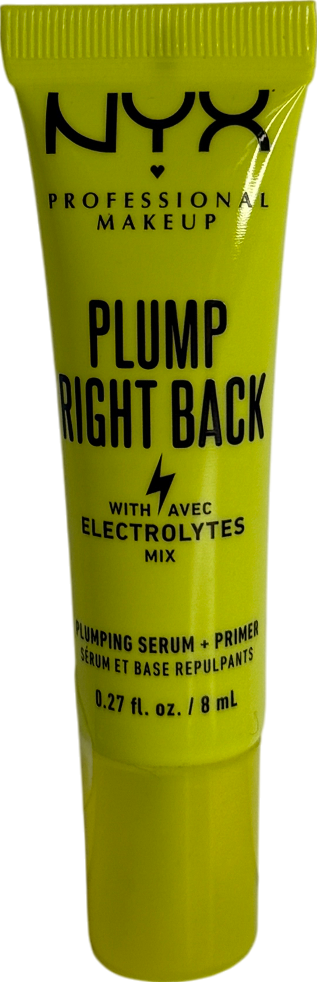 NYX
PROFESSIONAL
MAKEUP
PLUMP
RIGHT BACK
WITH AVEC
ELECTROLYTES
MIX
PLUMPING SERUM + PRIMER
SÉRUM ET BASE REPULPANTS
0.27 fl. oz. / 8 mL